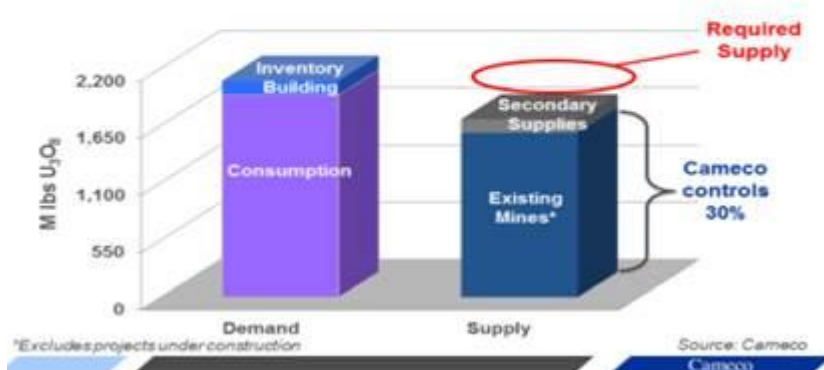 Required
Supply
2,200
1,650
1,100
550
0
M lbs U₃O₈
Inventory
Building
Consumption
Secondary
Supplies
Existing
Mines*
Cameco
controls
30%
Demand
Supply
*Excludes projects under construction
Source: Cameco
Cameco